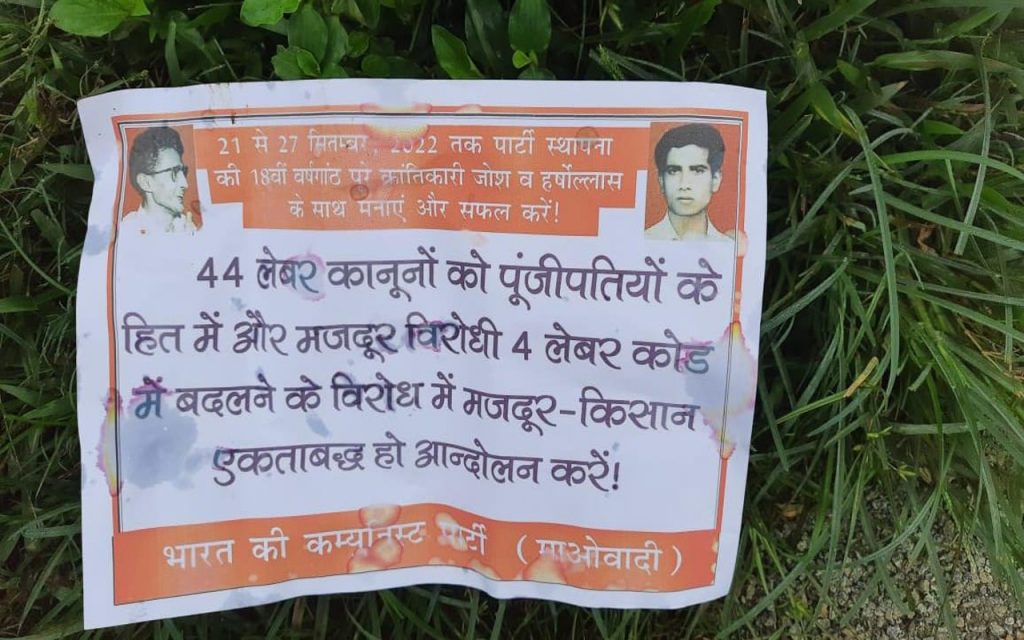 21 से 27 सितम्बर, 2022 तक पार्टी स्थापना
की 18वीं वर्षगांठ पर क्रांतिकारी जोश व हर्षोल्लास
के साथ मनाएं और सफल करें!
44 लेबर कानूनों को पूंजीपतियों के
हित में और मजदूर विरोधी 4 लेबर कोड
में बदलने के विरोध में मजदूर-किसान
एकताबद्ध हो आन्दोलन करें!
भारत की कम्युनिस्ट पार्टी (माओवादी)